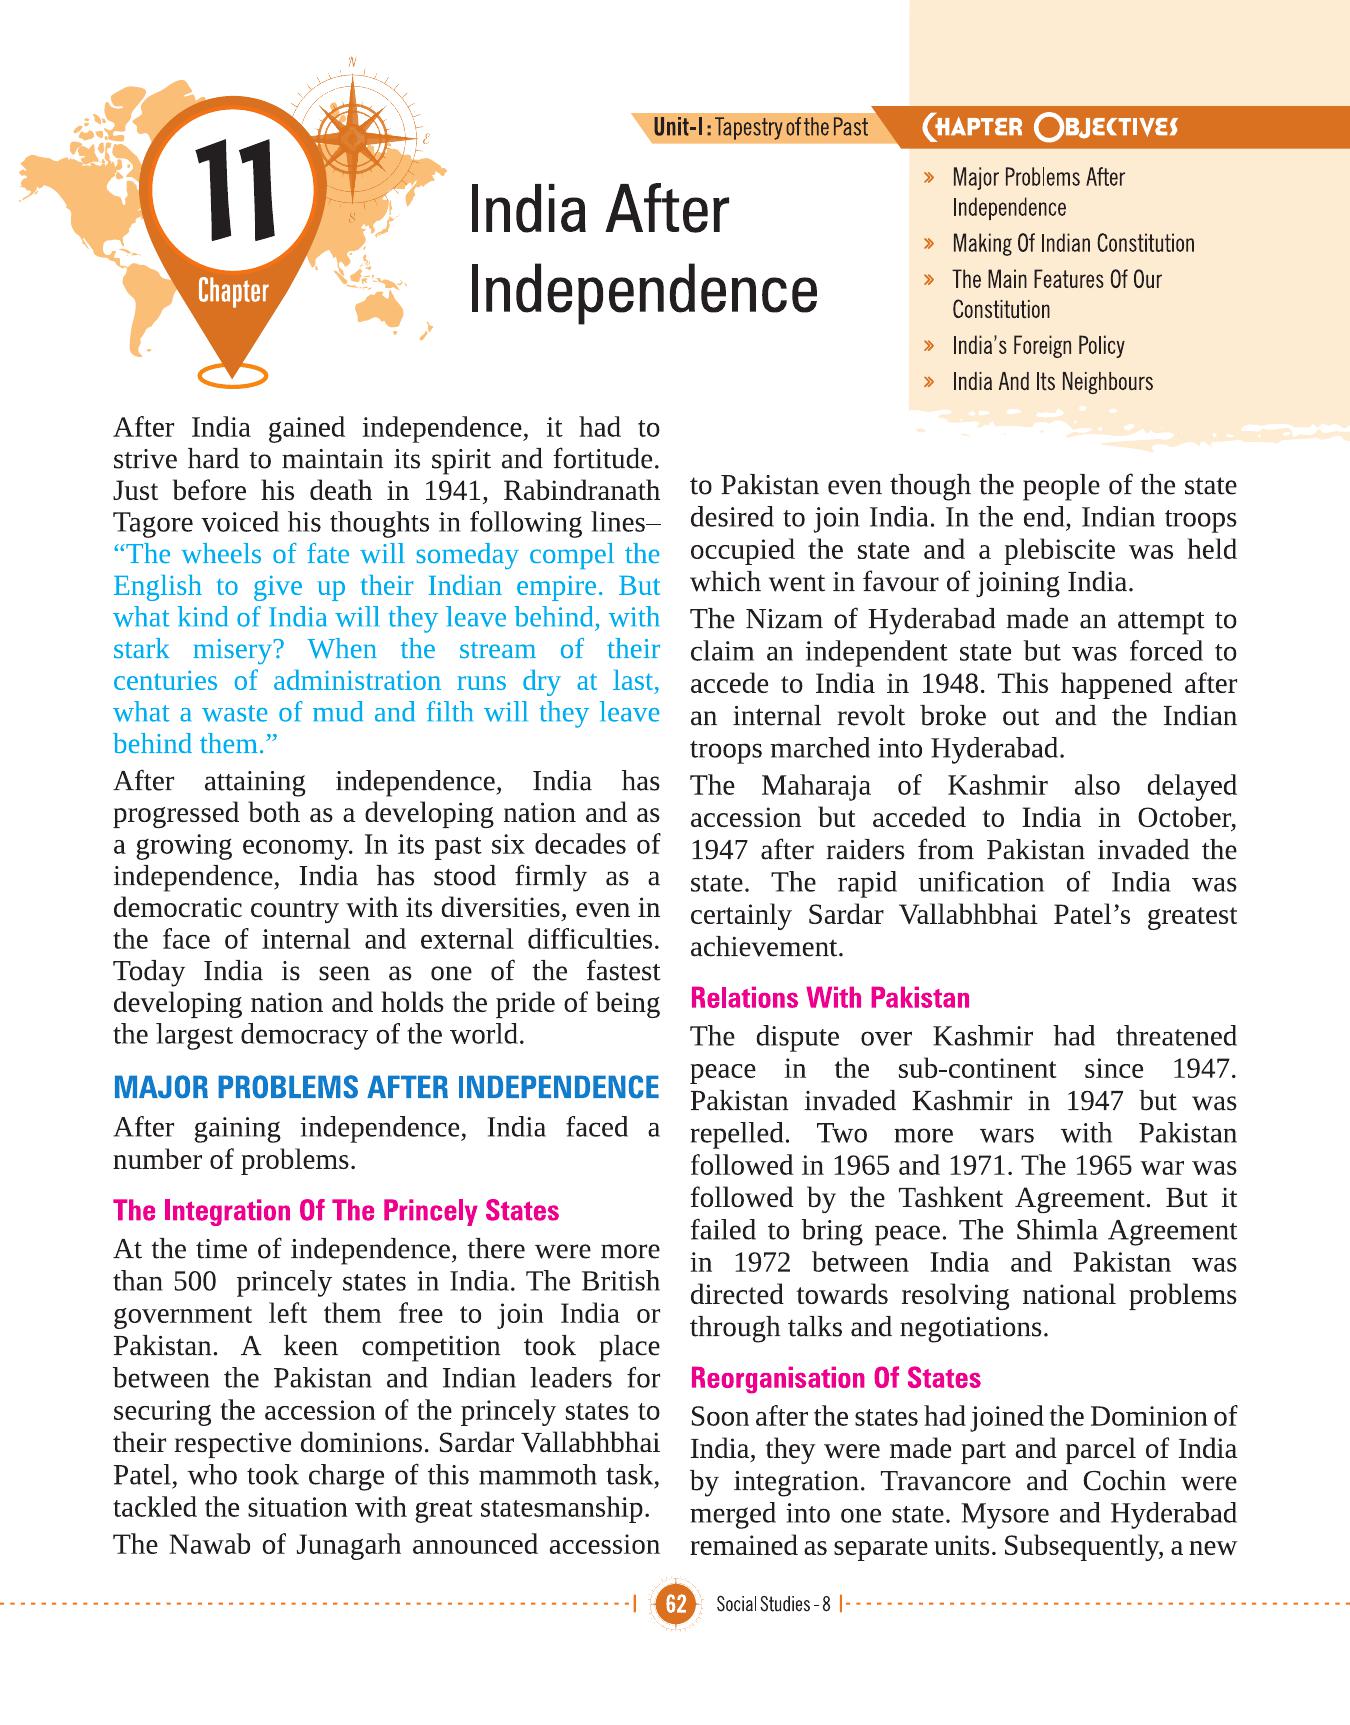 N
E
S
11
Chapter
Unit-I : Tapestry of the Past
India After
Independence
CHAPTER OBJECTIVES
» Major Problems After
Independence
» Making Of Indian Constitution
» The Main Features Of Our
Constitution
» India’s Foreign Policy
» India And Its Neighbours
After India gained independence, it had to
strive hard to maintain its spirit and fortitude.
Just before his death in 1941, Rabindranath
Tagore voiced his thoughts in following lines–
“The wheels of fate will someday compel the
English to give up their Indian empire. But
what kind of India will they leave behind, with
stark misery? When the stream of their
centuries of administration runs dry at last,
what a waste of mud and filth will they leave
behind them.”
After attaining independence, India has
progressed both as a developing nation and as
a growing economy. In its past six decades of
independence, India has stood firmly as a
democratic country with its diversities, even in
the face of internal and external difficulties.
Today India is seen as one of the fastest
developing nation and holds the pride of being
the largest democracy of the world.
MAJOR PROBLEMS AFTER INDEPENDENCE
After gaining independence, India faced a
number of problems.
The Integration Of The Princely States
At the time of independence, there were more
than 500 princely states in India. The British
government left them free to join India or
Pakistan. A keen competition took place
between the Pakistan and Indian leaders for
securing the accession of the princely states to
their respective dominions. Sardar Vallabhbhai
Patel, who took charge of this mammoth task,
tackled the situation with great statesmanship.
The Nawab of Junagarh announced accession
to Pakistan even though the people of the state
desired to join India. In the end, Indian troops
occupied the state and a plebiscite was held
which went in favour of joining India.
The Nizam of Hyderabad made an attempt to
claim an independent state but was forced to
accede to India in 1948. This happened after
an internal revolt broke out and the Indian
troops marched into Hyderabad.
The Maharaja of Kashmir also delayed
accession but acceded to India in October,
1947 after raiders from Pakistan invaded the
state. The rapid unification of India was
certainly Sardar Vallabhbhai Patel’s greatest
achievement.
Relations With Pakistan
The dispute over Kashmir had threatened
peace in the sub-continent since 1947.
Pakistan invaded Kashmir in 1947 but was
repelled. Two more wars with Pakistan
followed in 1965 and 1971. The 1965 war was
followed by the Tashkent Agreement. But it
failed to bring peace. The Shimla Agreement
in 1972 between India and Pakistan was
directed towards resolving national problems
through talks and negotiations.
Reorganisation Of States
Soon after the states had joined the Dominion of
India, they were made part and parcel of India
by integration. Travancore and Cochin were
merged into one state. Mysore and Hyderabad
remained as separate units. Subsequently, a new
62
Social Studies - 8